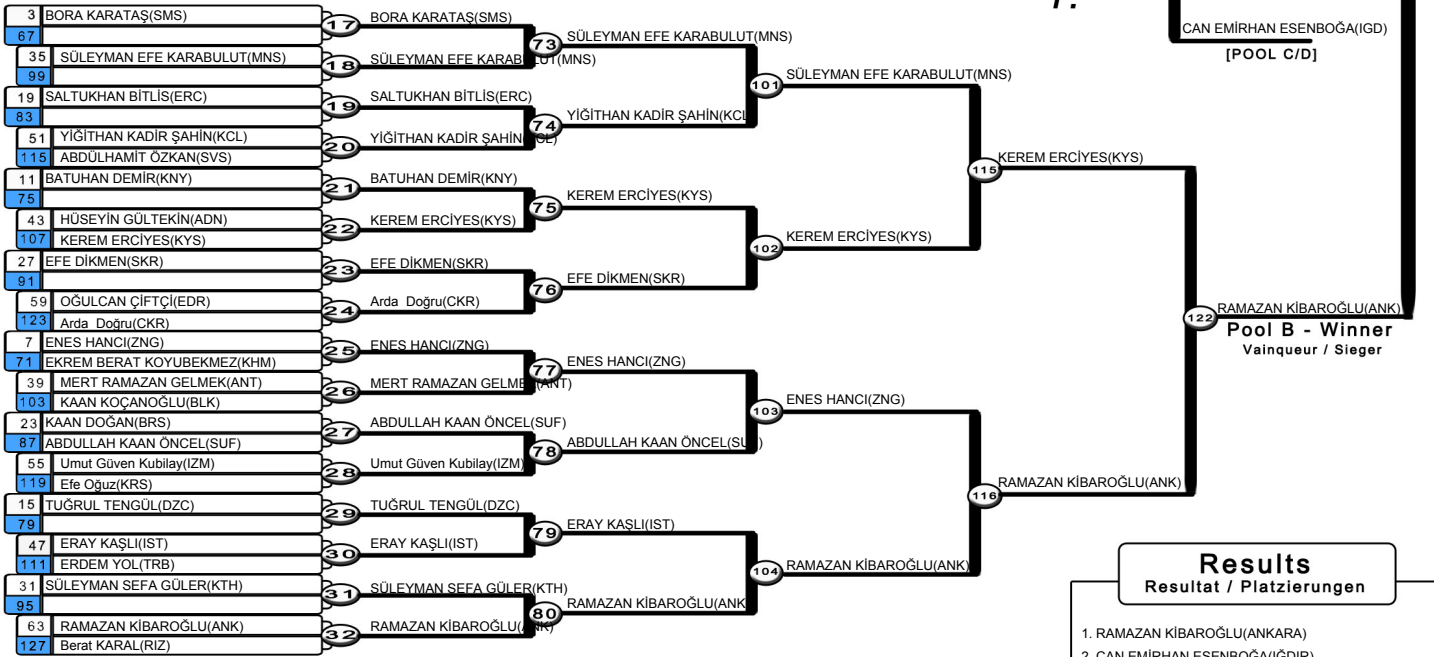 3 BORA KARATAŞ(SMS)
67
35 SÜLEYMAN EFE KARABULUT(MNS)
99
19 SALTUKHAN BİTLİS(ERC)
83
51 YİĞİTHAN KADİR ŞAHİN(KCL)
115 ABDÜLHAMİT ÖZKAN(SVS)
11 BATUHAN DEMİR(KNY)
75
43 HÜSEYİN GÜLTEKİN(ADN)
107 KEREM ERCİYES(KYS)
27 EFE DİKMEN(SKR)
91
59 OĞULCAN ÇİFTÇİ(EDR)
123 Arda Doğru(CKR)
7 ENES HANCI(ZNG)
71 EKREM BERAT KOYUBEKMEZ(KHM)
39 MERT RAMAZAN GELMEK(ANT)
103 KAAN KOÇANOĞLU(BLK)
23 KAAN DOĞAN(BRS)
87 ABDULLAH KAAN ÖNCEL(SUF)
55 Umut Güven Kubilay(IZM)
119 Efe Oğuz(KRS)
15 TUĞRUL TENGÜL(DZC)
79
47 ERAY KAŞLI(IST)
111 ERDEM YOL(TRB)
31 SÜLEYMAN SEFA GÜLER(KTH)
95
63 RAMAZAN KİBAROĞLU(ANK)
127 Berat KARAL(RIZ)
17 BORA KARATAŞ(SMS)
18 SÜLEYMAN EFE KARABULUT(MNS)
19 SALTUKHAN BİTLİS(ERC)
20 YİĞİTHAN KADİR ŞAHİN(KCL)
21 BATUHAN DEMİR(KNY)
22 KEREM ERCİYES(KYS)
23 EFE DİKMEN(SKR)
24 Arda Doğru(CKR)
25 ENES HANCI(ZNG)
26 MERT RAMAZAN GELMEK(ANT)
27 ABDULLAH KAAN ÖNCEL(SUF)
28 Umut Güven Kubilay(IZM)
29 TUĞRUL TENGÜL(DZC)
30 ERAY KAŞLI(IST)
31 SÜLEYMAN SEFA GÜLER(KTH)
32 RAMAZAN KİBAROĞLU(ANK)
73 SÜLEYMAN EFE KARABULUT(MNS)
74 YİĞİTHAN KADİR ŞAHİN(KCL)
75 KEREM ERCİYES(KYS)
76 EFE DİKMEN(SKR)
77 ENES HANCI(ZNG)
78 ABDULLAH KAAN ÖNCEL(SUF)
79 ERAY KAŞLI(IST)
80 RAMAZAN KİBAROĞLU(ANK
101 SÜLEYMAN EFE KARABULUT(MNS)
102 KEREM ERCİYES(KYS)
103 ENES HANCI(ZNG)
104 RAMAZAN KİBAROĞLU(ANK)
115 KEREM ERCİYES(KYS)
116 RAMAZAN KİBAROĞLU(ANK)
122 RAMAZAN KİBAROĞLU(ANK)
Pool B - Winner
Vainqueur / Sieger
CAN EMİRHAN ESENBOĞA(IGD)
[POOL C/D]
Results
Resultat / Platzierungen
1. RAMAZAN KİBAROĞLU(ANKARA)
2. CAN EMİRHAN ESENBOĞA(IĞDIR)